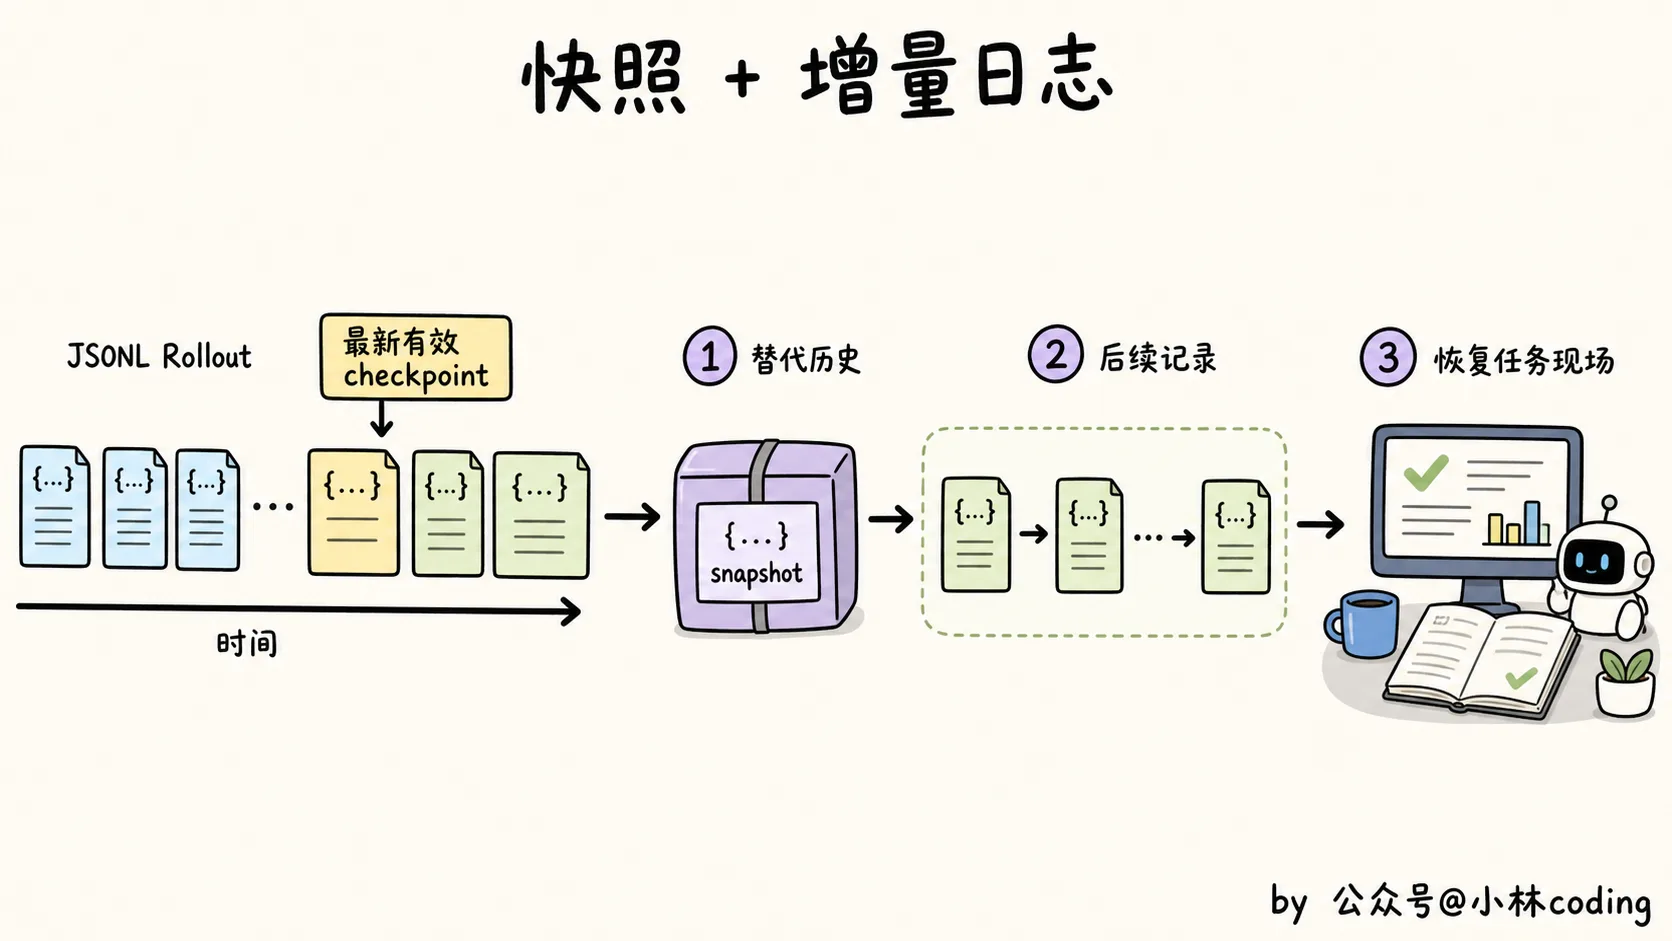 快照 + 增量日志
JSONL Rollout
最新有效
checkpoint
{...}
{...}
{...}
...
{...}
{...}
{...}
时间
1 替代历史
{...}
snapshot
2 后续记录
{...}
{...}
...
{...}
3 恢复任务现场
by 公众号@小林coding